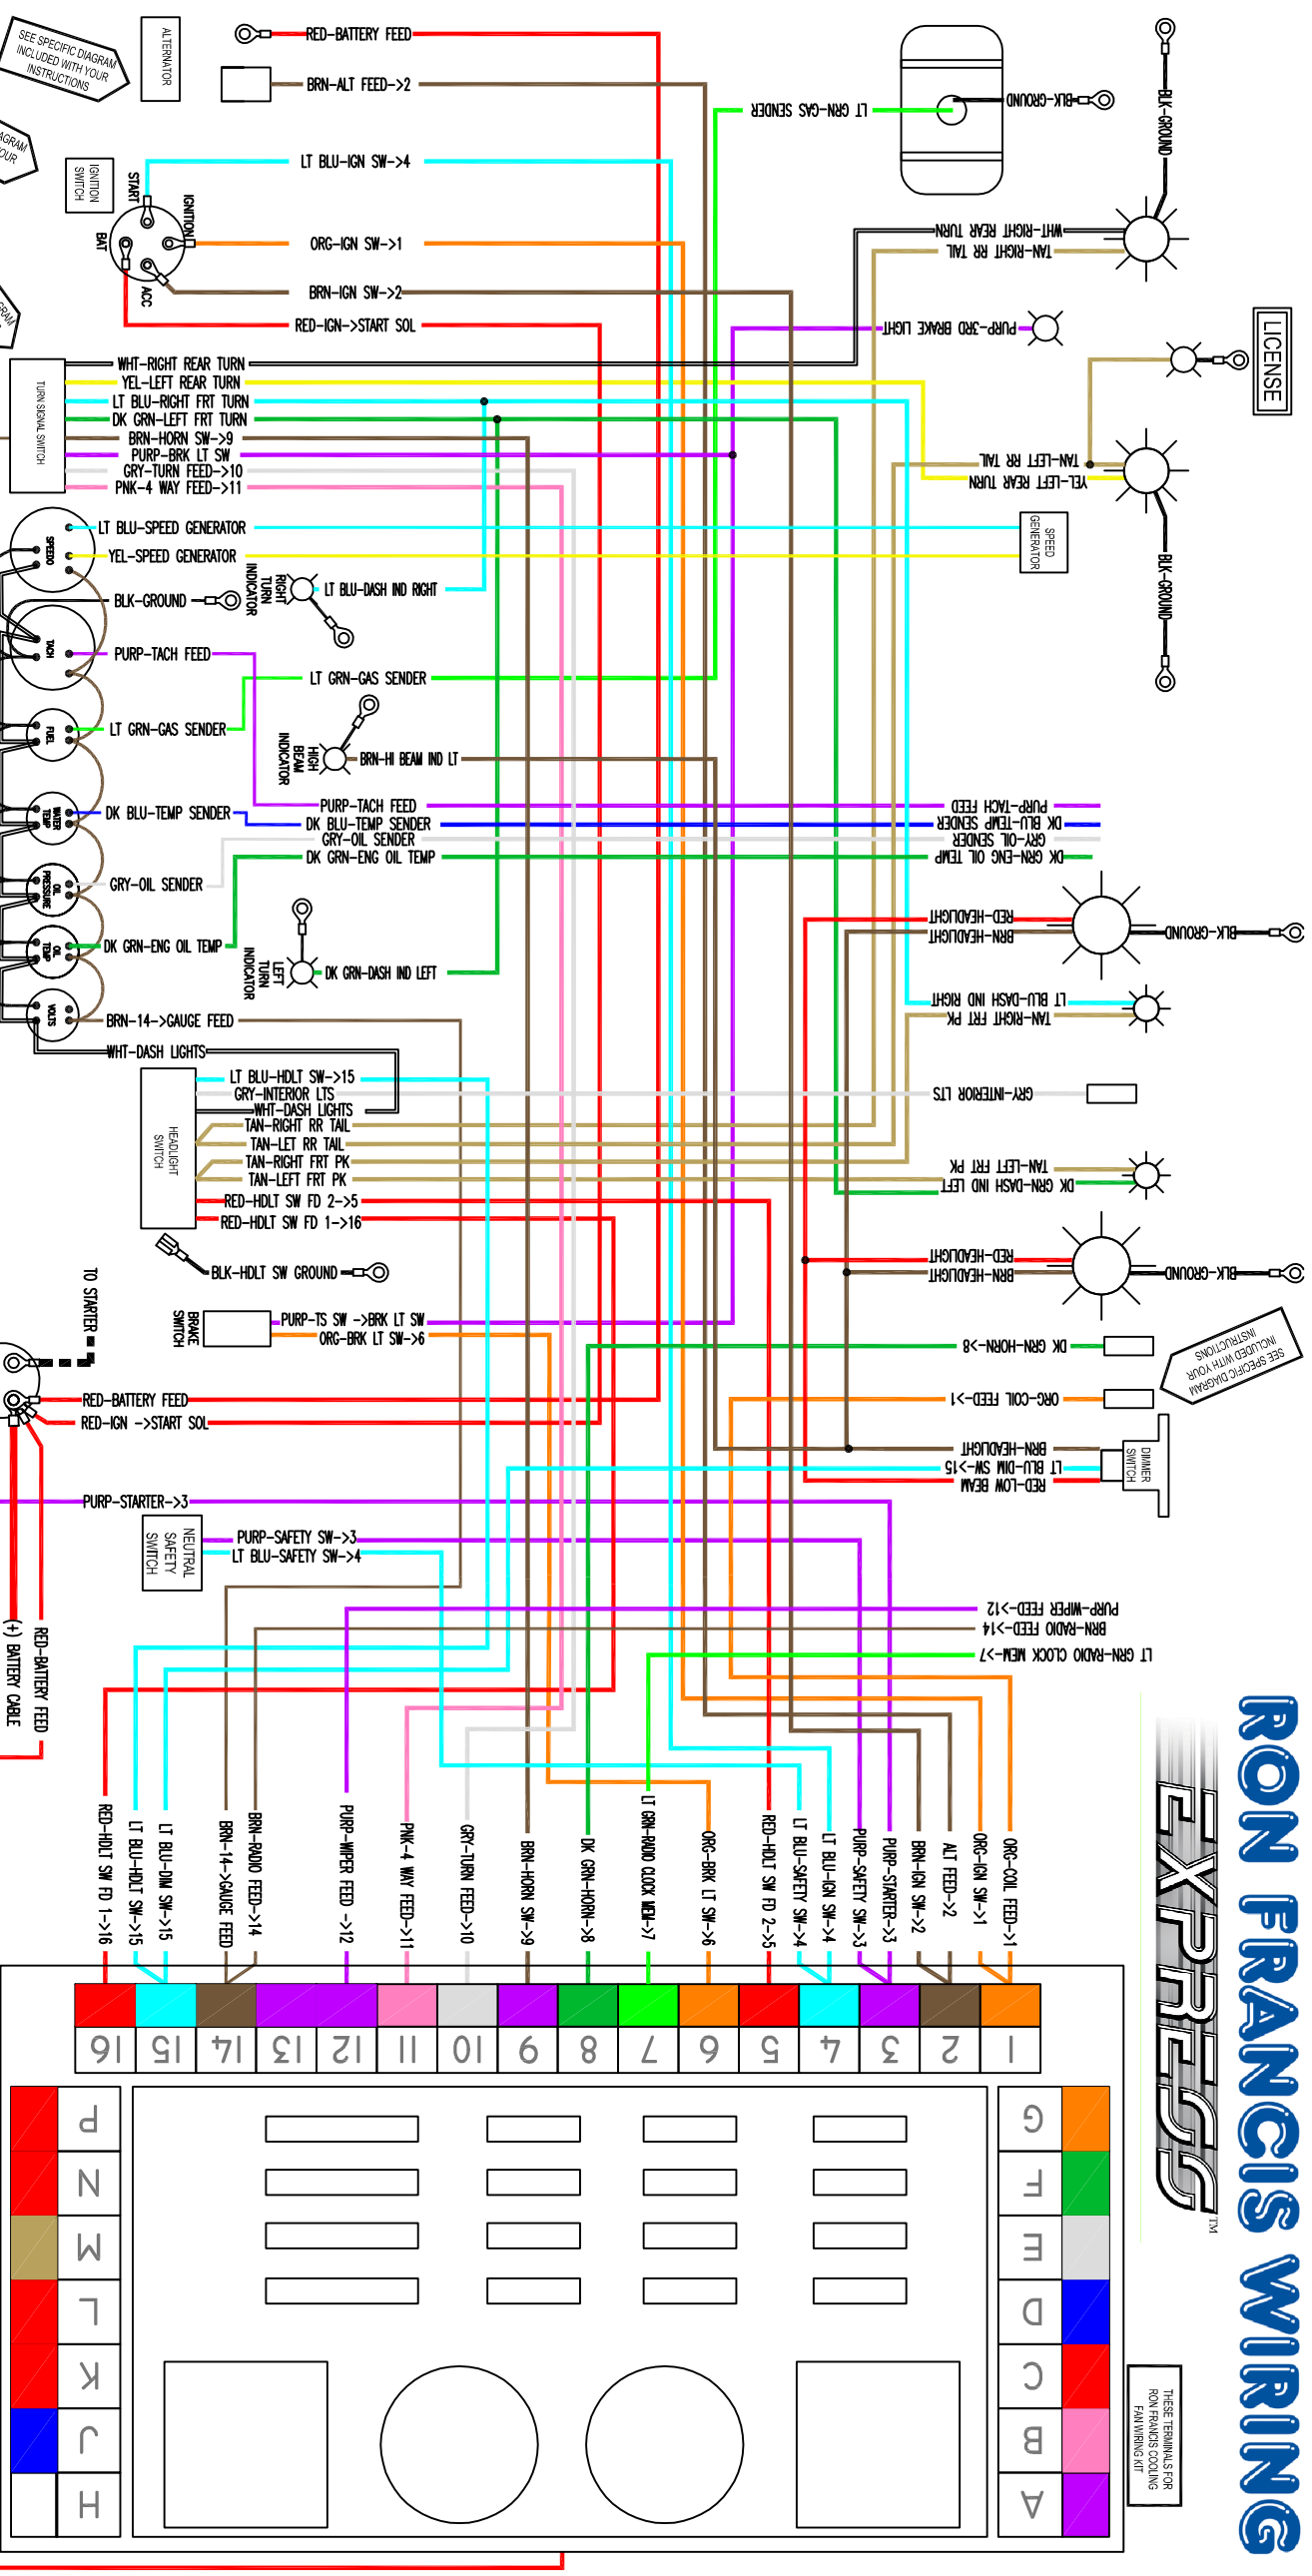 SEE SPECIFIC DIAGRAM
INCLUDED WITH YOUR
INSTRUCTIONS
ALTERNATOR
RED-BATTERY FEED
BRN-ALT FEED->2
LT GRN-GAS SENDER
BLK-GROUND
BLK-GROUND
AGRAM
OUR
IGNITION
SWITCH
START
IGNITION
BAT
ACC
LT BLU-IGN SW->4
ORG-IGN SW->1
BRN-IGN SW->2
RED-IGN->START SOL
WHT-RIGHT REAR TURN
TAN-RIGHT RR TAIL
PURP-3RD BRAKE LIGHT
LICENSE
GRAM
TURN SIGNAL SWITCH
WHT-RIGHT REAR TURN
YEL-LEFT REAR TURN
LT BLU-RIGHT FRT TURN
DK GRN-LEFT FRT TURN
BRN-HORN SW->9
PURP-BRK LT SW
GRY-TURN FEED->10
PNK-4 WAY FEED->11
TAN-LEFT RR TAIL
YEL-LEFT REAR TURN
BLK-GROUND
SPEEDO
LT BLU-SPEED GENERATOR
YEL-SPEED GENERATOR
SPEED
GENERATOR
RIGHT
TURN
INDICATOR
LT BLU-DASH IND RIGHT
BLK-GROUND
TACH
PURP-TACH FEED
LT GRN-GAS SENDER
FUEL
LT GRN-GAS SENDER
HIGH
BEAM
INDICATOR
BRN-HI BEAM IND LT
WATER
TEMP
DK BLU-TEMP SENDER
PURP-TACH FEED
DK BLU-TEMP SENDER
GRY-OIL SENDER
DK GRN-ENG OIL TEMP
PURP-TACH FEED
DK BLU-TEMP SENDER
GRY-OIL SENDER
DK GRN-ENG OIL TEMP
OIL
PRESSURE
GRY-OIL SENDER
OIL
TEMP
DK GRN-ENG OIL TEMP
LEFT
TURN
INDICATOR
DK GRN-DASH IND LEFT
RED-HEADLIGHT
BRN-HEADLIGHT
BLK-GROUND
VOLTS
BRN-14->GAUGE FEED
WHT-DASH LIGHTS
LT BLU-DASH IND RIGHT
TAN-RIGHT FRT PK
HEADLIGHT
SWITCH
LT BLU-HDLT SW->15
GRY-INTERIOR LTS
WHT-DASH LIGHTS
TAN-RIGHT RR TAIL
TAN-LET RR TAIL
TAN-RIGHT FRT PK
TAN-LEFT FRT PK
RED-HDLT SW FD 2->5
RED-HDLT SW FD 1->16
GRY-INTERIOR LTS
TAN-LEFT FRT PK
DK GRN-DASH IND LEFT
BLK-HDLT SW GROUND
RED-HEADLIGHT
BRN-HEADLIGHT
BLK-GROUND
TO STARTER
BRAKE
SWITCH
PURP-TS SW ->BRK LT SW
ORG-BRK LT SW->6
DK GRN-HORN->8
SEE SPECIFIC DIAGRAM
INCLUDED WITH YOUR
INSTRUCTIONS
RED-BATTERY FEED
RED-IGN ->START SOL
ORG-COIL FEED->1
BRN-HEADLIGHT
LT BLU-DIM SW->15
RED-LOW BEAM
DIMMER
SWITCH
PURP-STARTER->3
NEUTRAL
SAFETY
SWITCH
PURP-SAFETY SW->3
LT BLU-SAFETY SW->4
PURP-WIPER FEED->12
BRN-RADIO FEED->14
LT GRN-RADIO CLOCK MEM->7
(+) BATTERY CABLE
RED-BATTERY FEED
RED-HDLT SW FD 1->16
LT BLU-HDLT SW->15
LT BLU-DIM SW->15
BRN-14->GAUGE FEED
BRN-RADIO FEED->14
PURP-WIPER FEED ->12
PNK-4 WAY FEED->11
GRY-TURN FEED->10
BRN-HORN SW->9
DK GRN-HORN->8
LT GRN-RADIO CLOCK MEM->7
ORG-BRK LT SW->6
RED-HDLT SW FD 2->5
LT BLU-SAFETY SW->4
LT BLU-IGN SW->4
PURP-SAFETY SW->3
PURP-STARTER->3
BRN-IGN SW->2
ALT FEED->2
ORG-IGN SW->1
ORG-COIL FEED->1
RON FRANCIS WIRING
EXPRESS
TM
16 15 14 13 12 11 10 9 8 7 6 5 4 3 2 1
P
N
M
L
K
J
H
G
F
E
D
C
B
A
THESE TERMINALS FOR
RON FRANCIS COOLING
FAN WIRING KIT